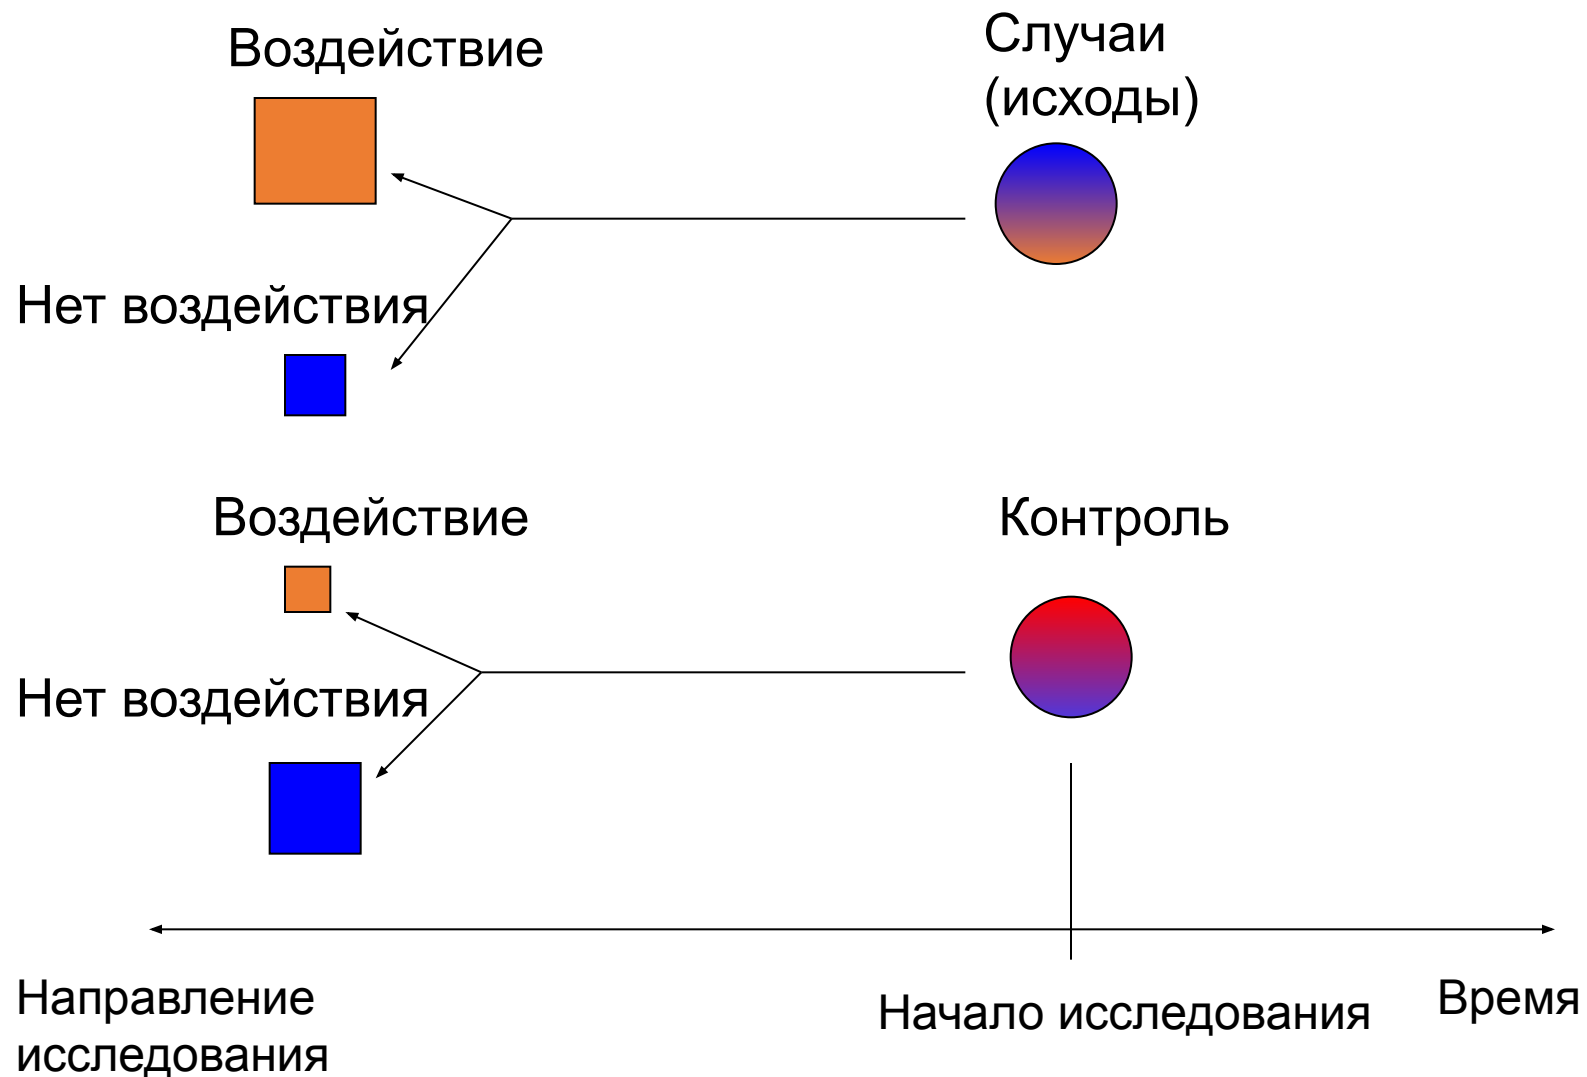 Воздействие
Случаи
(исходы)
Нет воздействия
Воздействие
Контроль
Нет воздействия
Направление
исследования
Начало исследования
Время